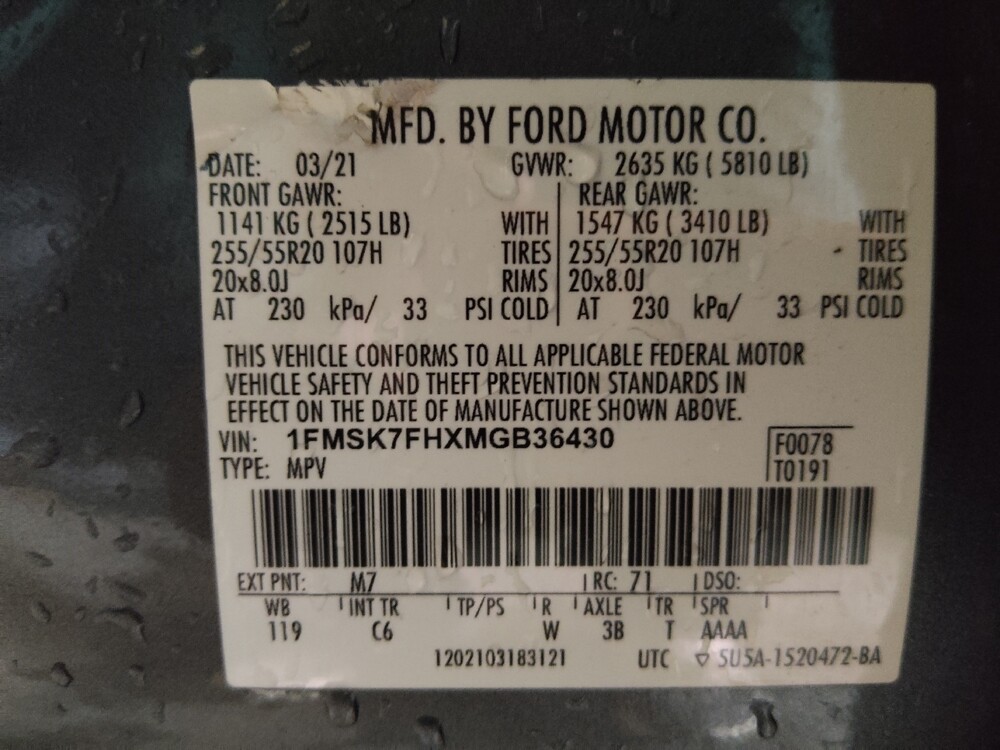 MFD. BY FORD MOTOR CO.
DATE: 03/21 GVWR: 2635 KG ( 5810 LB)
FRONT GAWR: REAR GAWR:
1141 KG ( 2515 LB) WITH 1547 KG ( 3410 LB) WITH
255/55R20 107H TIRES 255/55R20 107H TIRES
20x8.0J RIMS 20x8.0J RIMS
AT 230 kPa/ 33 PSI COLD AT 230 kPa/ 33 PSI COLD
THIS VEHICLE CONFORMS TO ALL APPLICABLE FEDERAL MOTOR
VEHICLE SAFETY AND THEFT PREVENTION STANDARDS IN
EFFECT ON THE DATE OF MANUFACTURE SHOWN ABOVE.
VIN: 1FMSK7FHXMGB36430 F0078
TYPE: MPV T0191
EXT PNT: M7 RC: 71 DSO:
WB INT TR TP/PS R AXLE TR SPR
119 C6 W 3B T AAAA
1202103183121 UTC ▽ 5U5A-1520472-BA